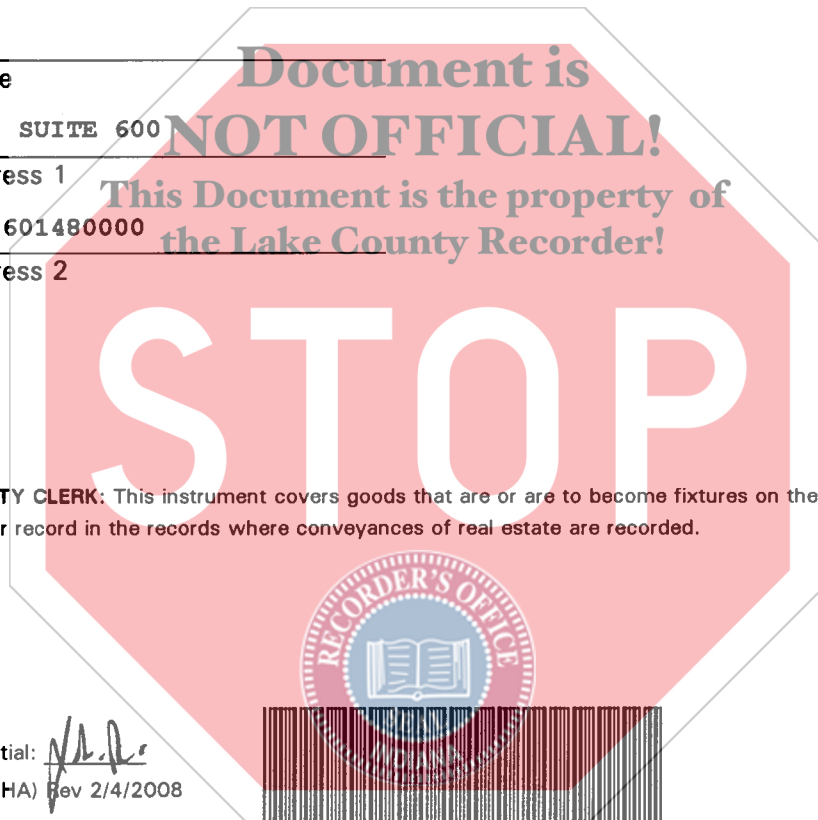 Document is
e
SUITE 600
NOT OFFICIAL!
ess 1
This Document is the property of
601480000
the Lake County Recorder!
ess 2
STOP
TY CLERK: This instrument covers goods that are or are to become fixtures on the
r record in the records where conveyances of real estate are recorded.
RECORDER'S OFFICE
SEAL
INDIANA
tial:
HA) Rev 2/4/2008